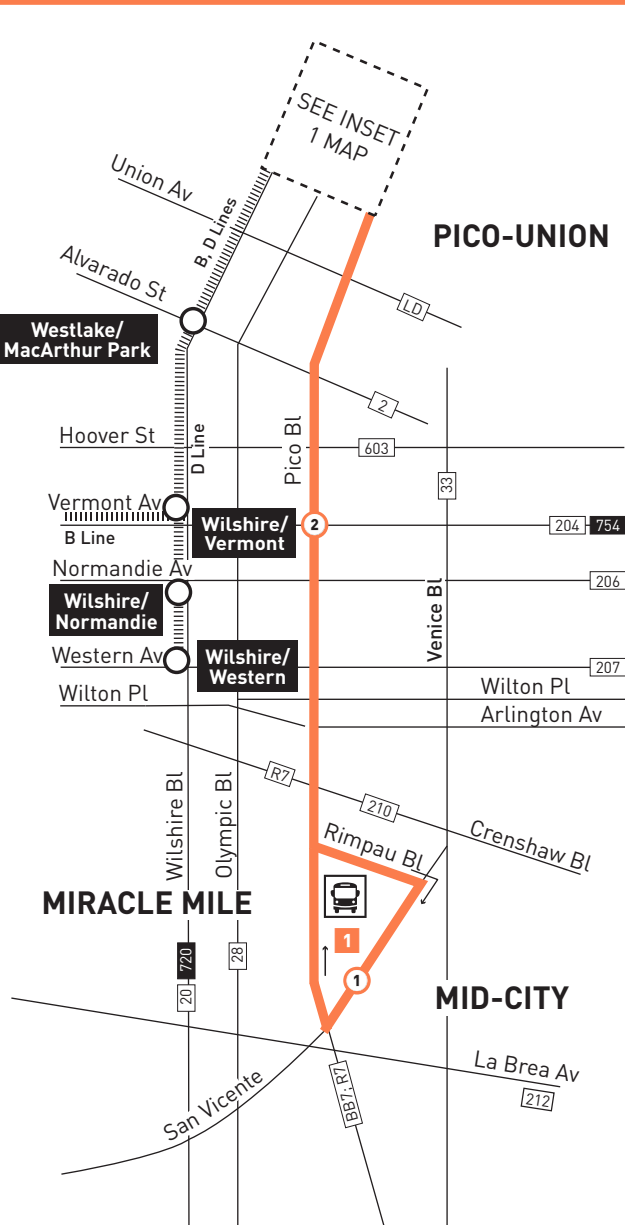 SEE INSET
1 MAP
Union Av
B, D Lines
PICO-UNION
Alvarado St
LD
Westlake/
MacArthur Park
2
Hoover St
D Line
Pico Bl
603
33
Vermont Av
B Line
Wilshire/
Vermont
2
204
754
Normandie Av
206
Wilshire/
Normandie
Venice Bl
Western Av
Wilshire/
Western
207
Wilton Pl
Wilton Pl
Arlington Av
R7
210
Wilshire Bl
Olympic Bl
Rimpau Bl
Crenshaw Bl
MIRACLE MILE
1
720
28
20
1
MID-CITY
La Brea Av
212
San Vicente
BB7, R7